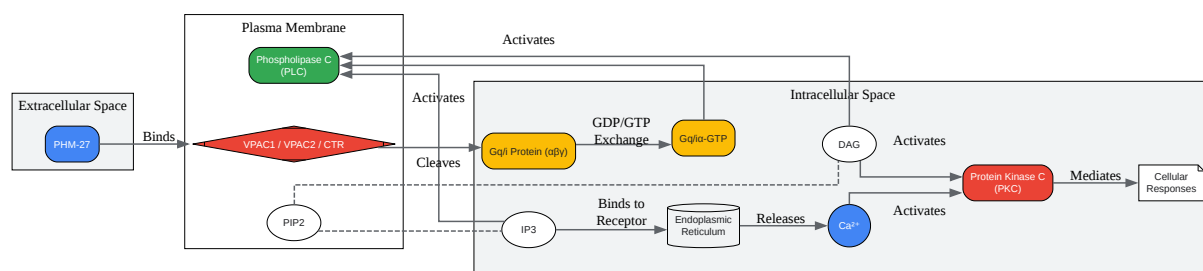 Plasma Membrane
Activates
Phospholipase C
(PLC)
Extracellular Space
Intracellular Space
Activates
PHM-27
Binds
VPAC1 / VPAC2 / CTR
Cleaves
Gq/i Protein (αβγ)
GDP/GTP
Exchange
Gq/iα-GTP
DAG
Activates
Protein Kinase C
(PKC)
Mediates
Cellular
Responses
PIP2
IP3
Binds to
Receptor
Endoplasmic
Reticulum
Releases
Ca²⁺
Activates